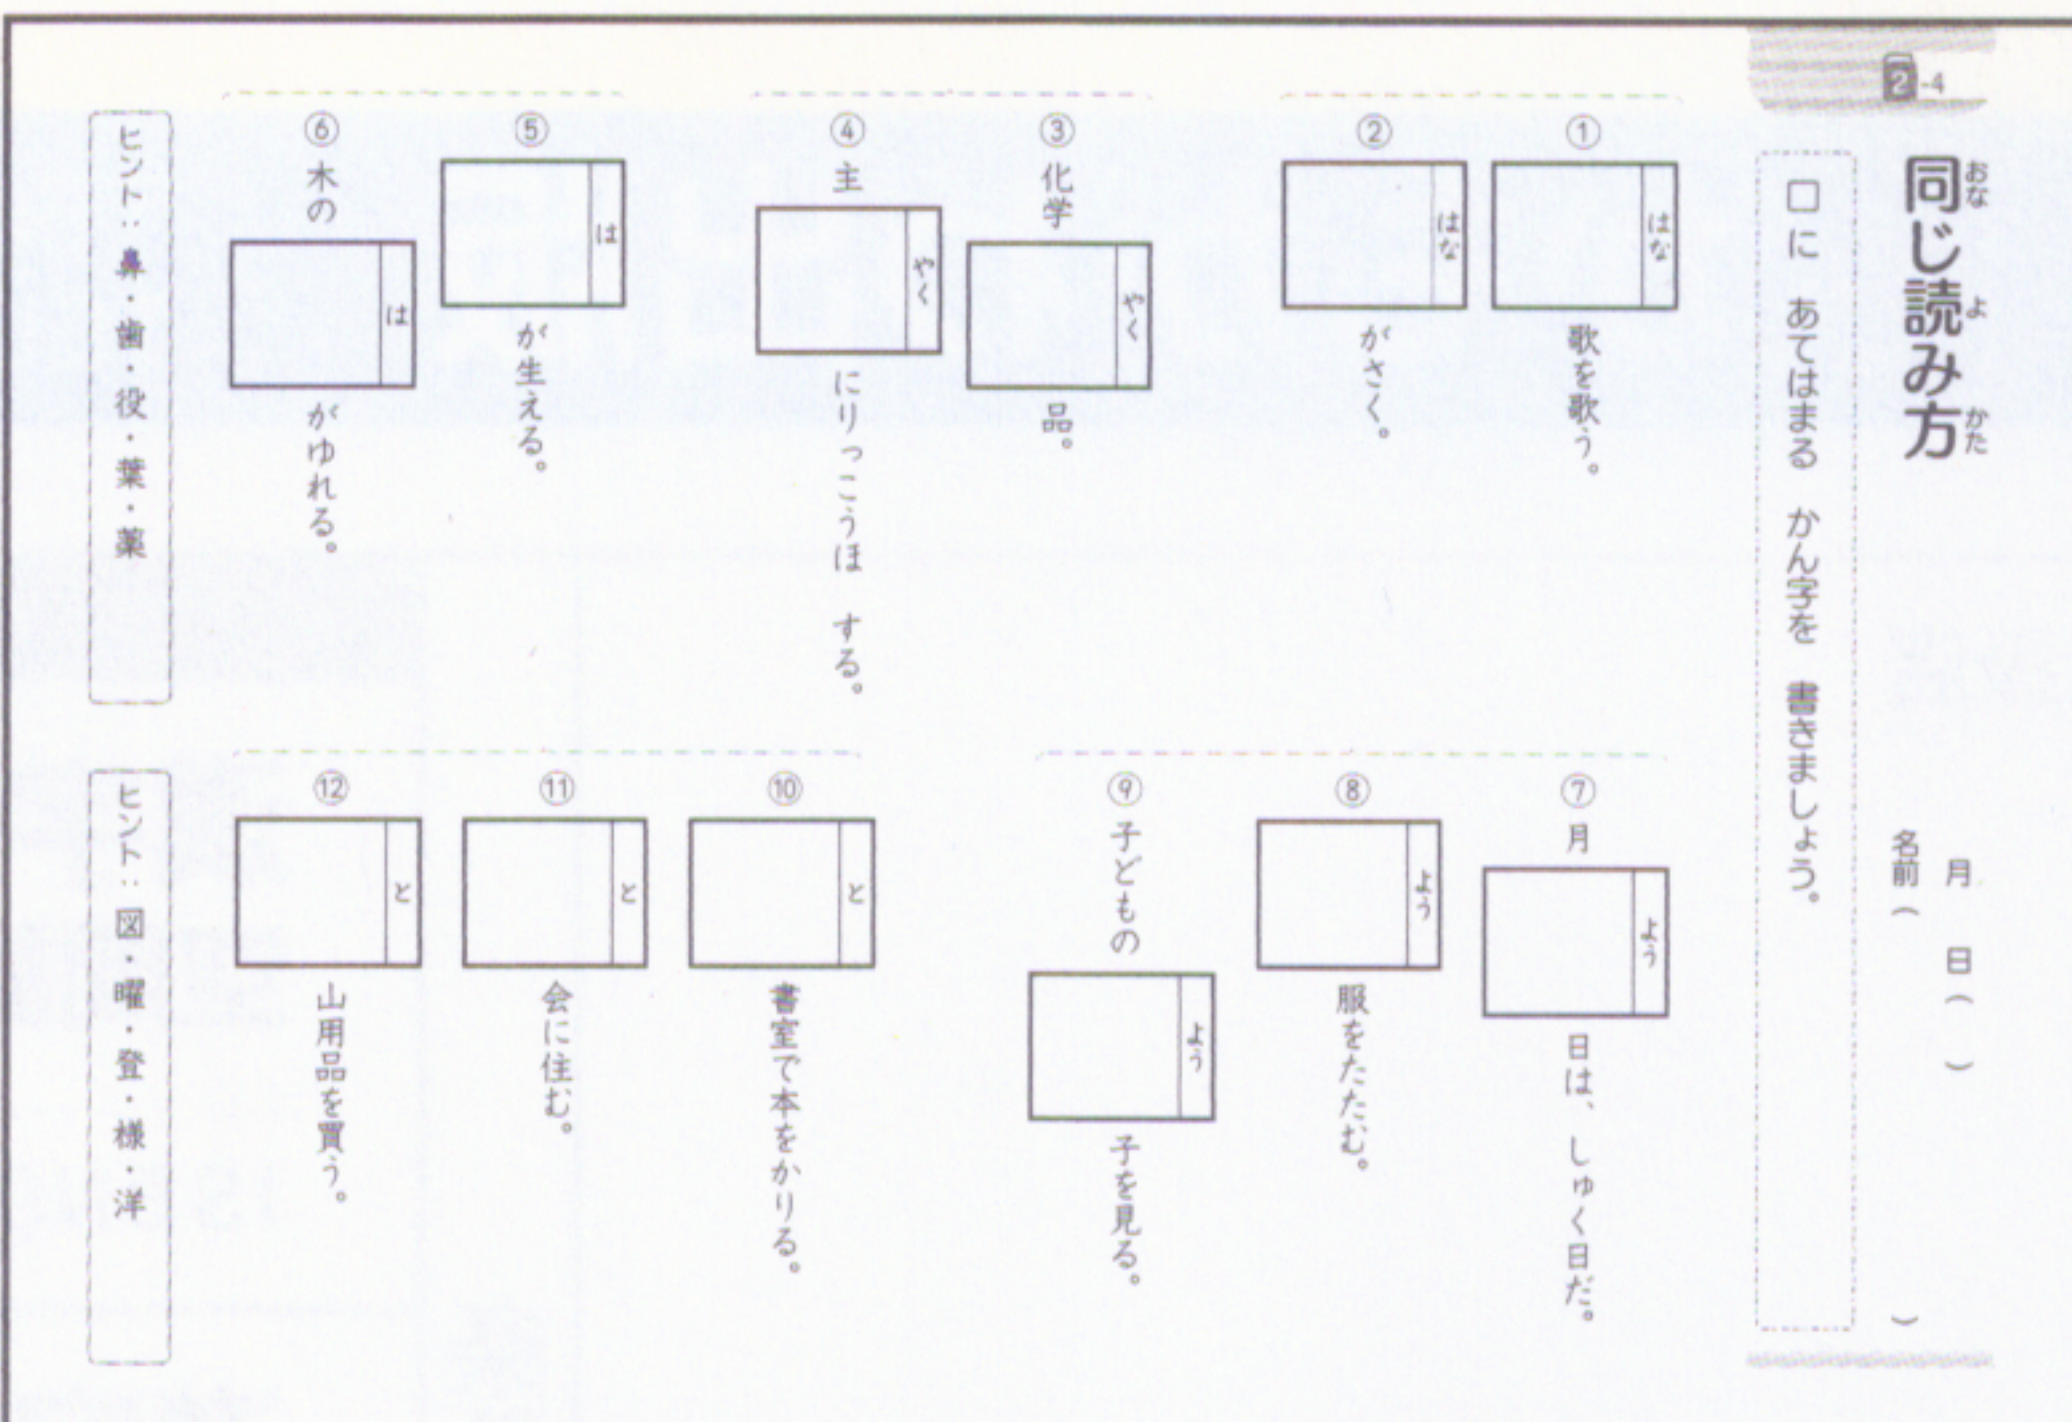 2-4
同じ読み方
おな よ かた
月 日( )
名前( )
□に あてはまる かん字を 書きましょう。
① はな 歌を歌う。
② はな がさく。
③ 化学 やく 品。
④ 主 やく にりっこうほ する。
⑤ は が生える。
⑥ 木の は がゆれる。
ヒント：鼻・歯・役・葉・薬
⑦ 月 よう 日は、しゅく日だ。
⑧ よう 服をたたむ。
⑨ 子どもの よう 子を見る。
⑩ と 書室で本をかりる。
⑪ と 会に住む。
⑫ と 山用品を買う。
ヒント：図・曜・登・様・洋